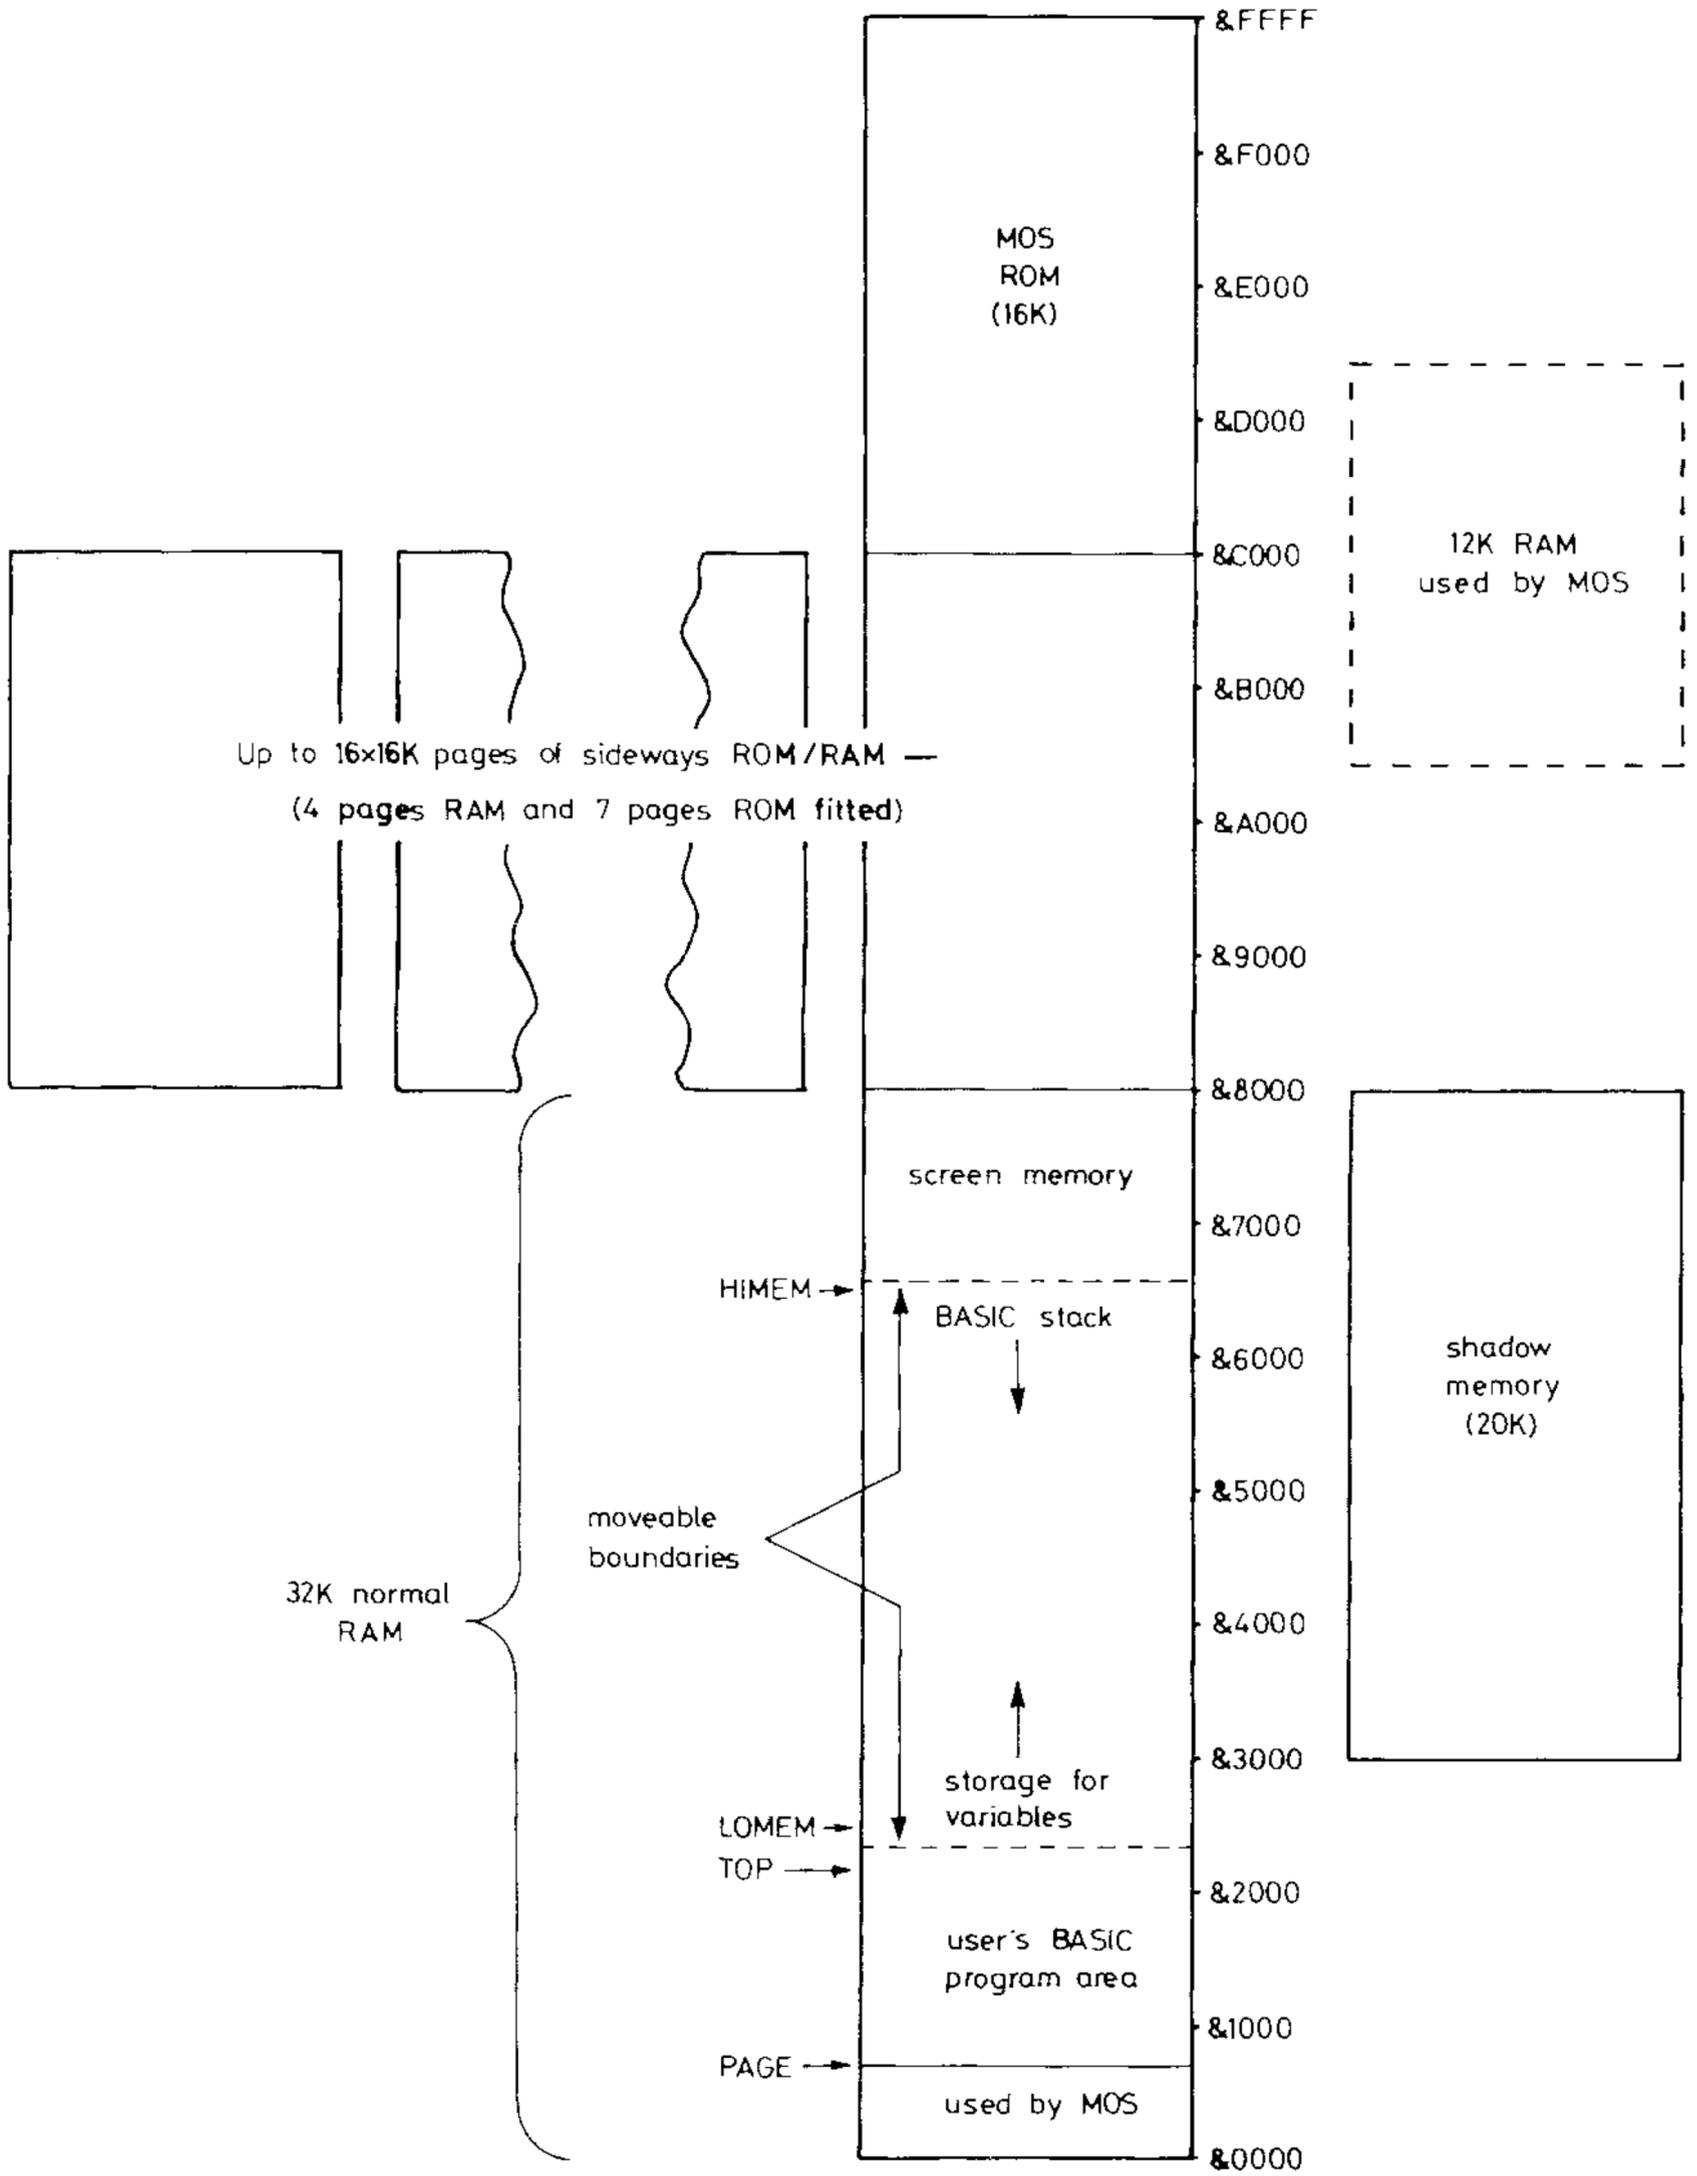 &FFFF
&F000
MOS
ROM
(16K)
&E000
&D000
12K RAM
used by MOS
&C000
&B000
Up to 16x16K pages of sideways ROM/RAM —
(4 pages RAM and 7 pages ROM fitted)
&A000
&9000
&8000
screen memory
&7000
HIMEM
BASIC stack
&6000
shadow
memory
(20K)
&5000
moveable
boundaries
32K normal
RAM
&4000
&3000
storage for
variables
LOMEM
TOP
&2000
user's BASIC
program area
&1000
PAGE
used by MOS
&0000